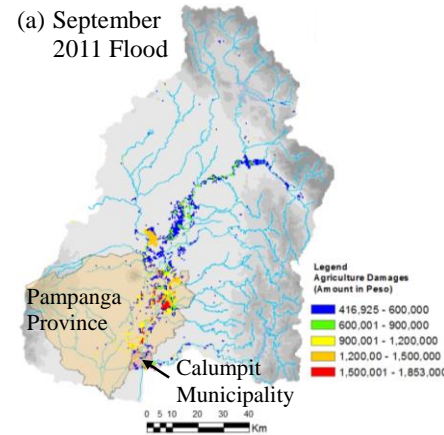 (a) September
2011 Flood
Pampanga
Province
Calumpit
Municipality
Legend
Agriculture Damages
(Amount in Peso)
416,925 - 600,000
600,001 - 900,000
900,001 - 1,200,000
1,200,00 - 1,500,000
1,500,001 - 1,853,000
0 5 10 20 30 40
Km